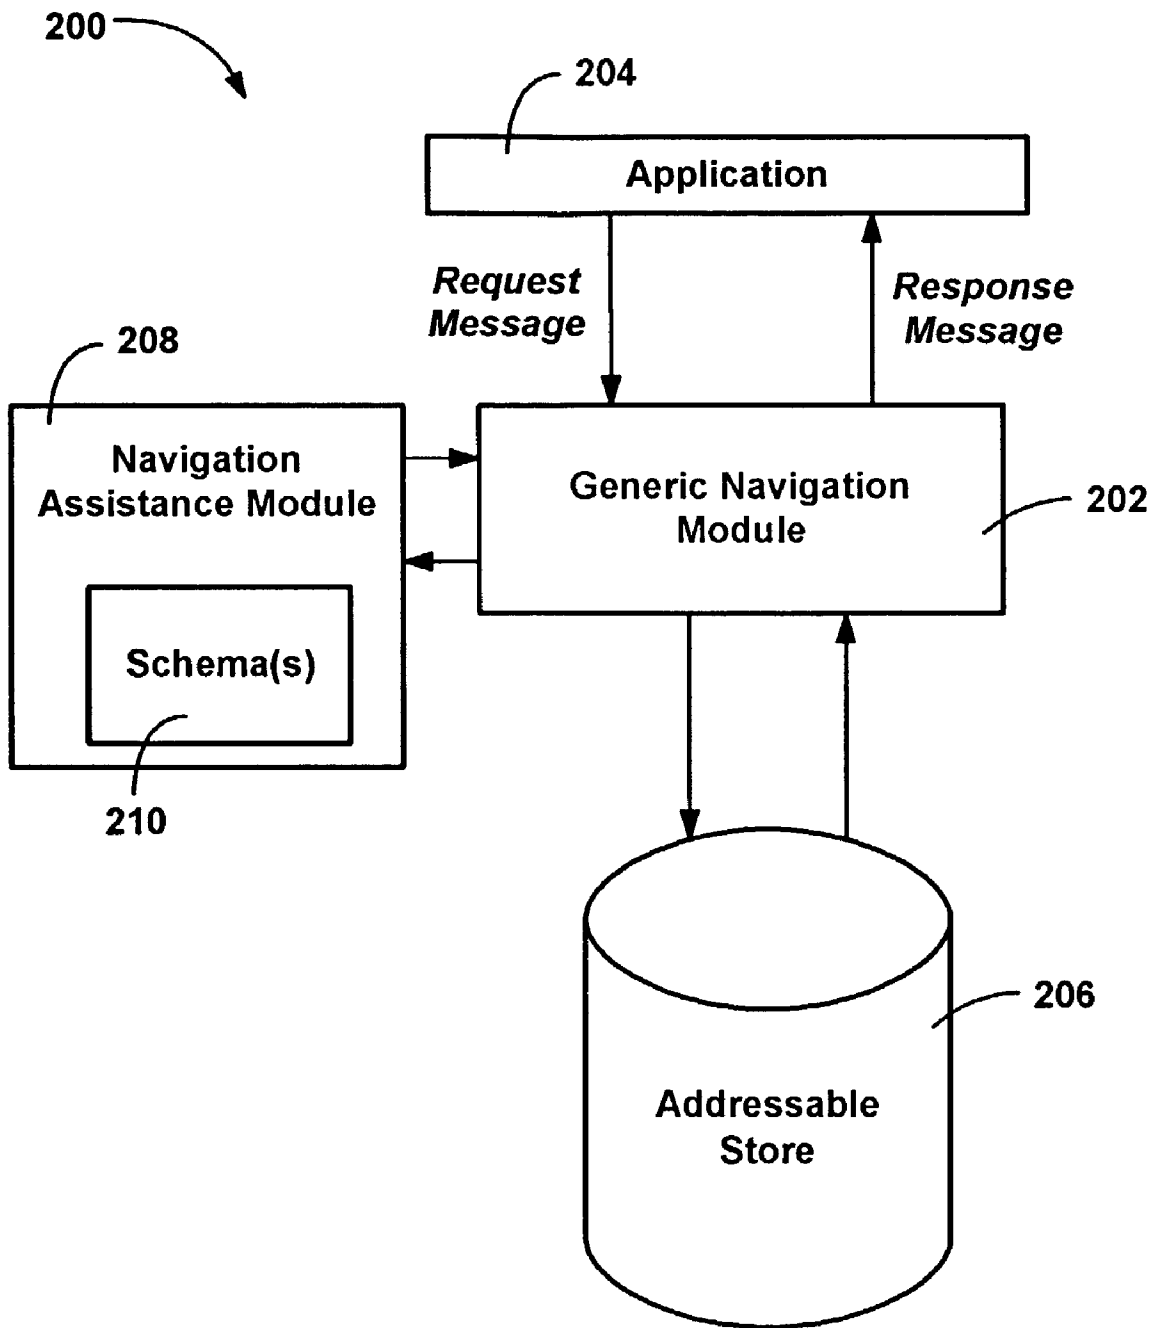 200
204
Application
Request
Message
Response
Message
208
Navigation
Assistance Module
Generic Navigation
Module
202
Schema(s)
210
206
Addressable
Store